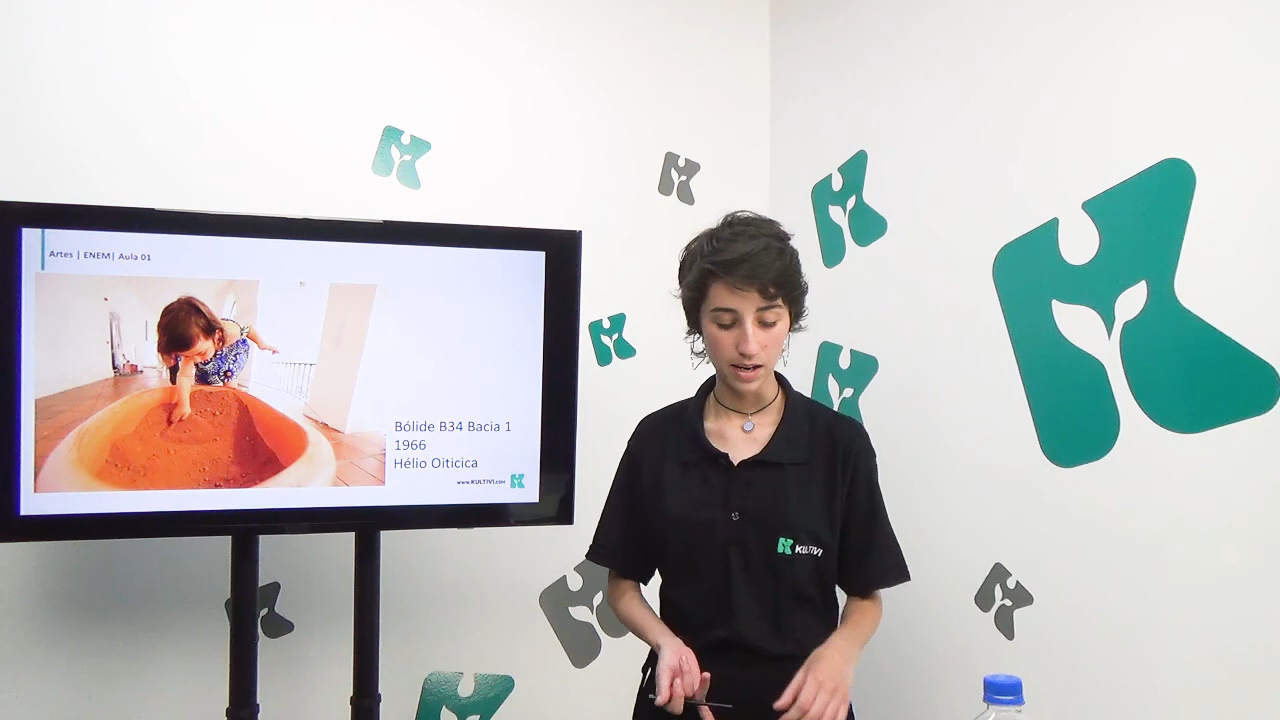 Artes | ENEM| Aula 01
Bólide B34 Bacia 1
1966
Hélio Oiticica
www.KULTIVI.COM
KULTIVI